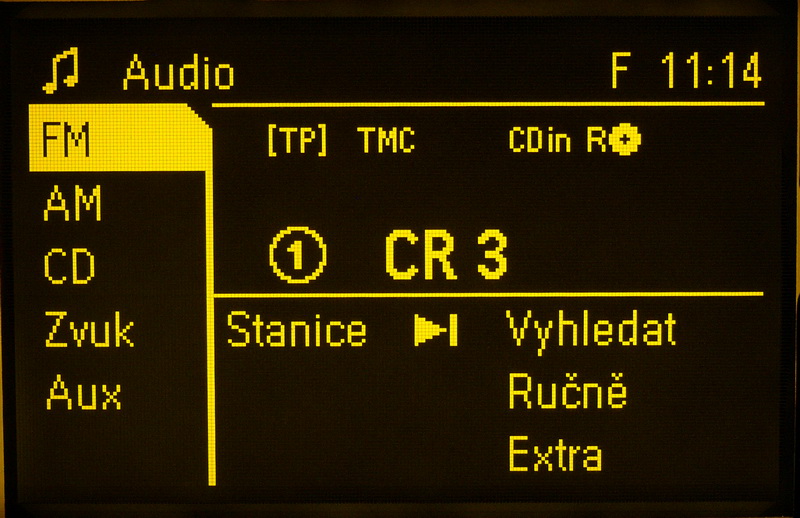 Audio F 11:14
FM [TP] TMC CDin R
AM
CD 1 CR 3
Zvuk Stanice Vyhledat
Aux Ručně
Extra